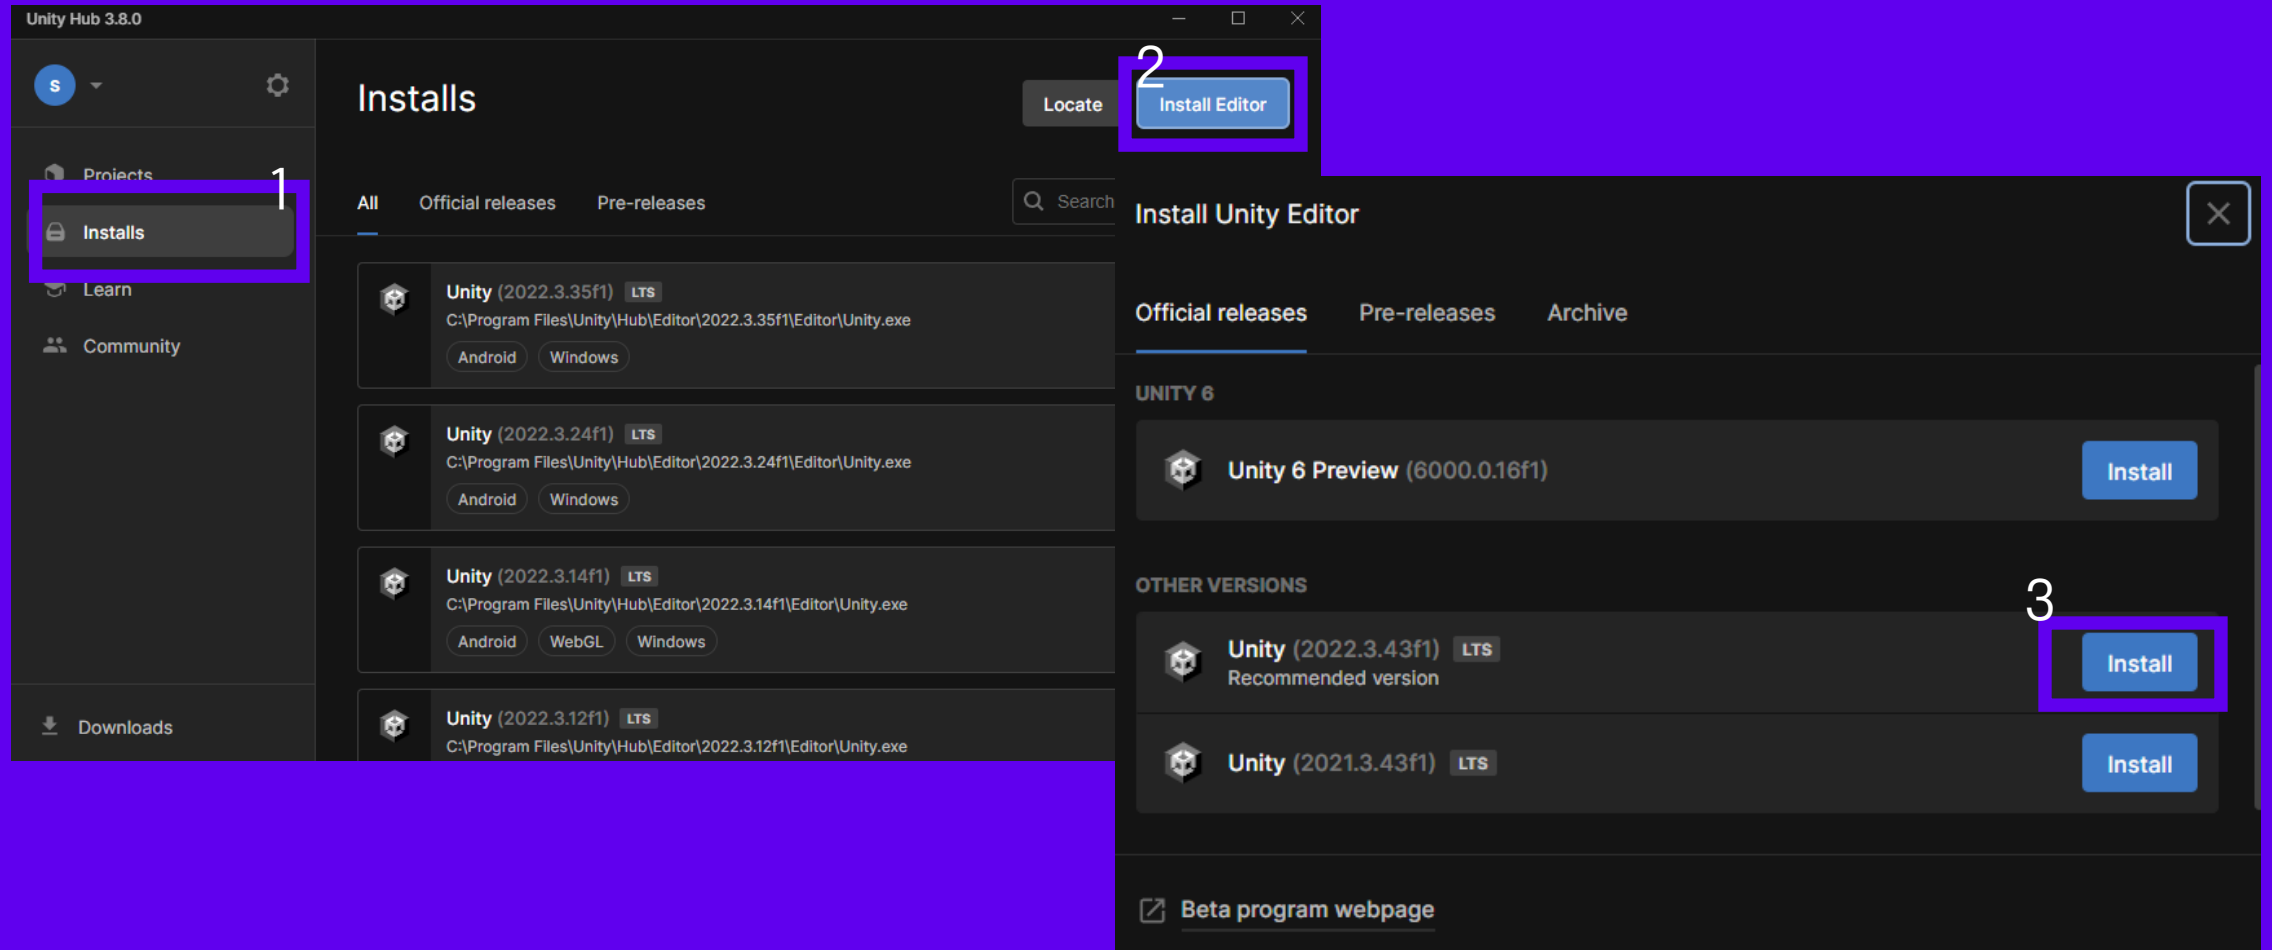 Unity Hub 3.8.0
S
Projects
1
Installs
Learn
Community
Downloads
Installs
Locate
2
Install Editor
All
Official releases
Pre-releases
Search
Unity (2022.3.35f1) LTS
C:\Program Files\Unity\Hub\Editor\2022.3.35f1\Editor\Unity.exe
Android Windows
Unity (2022.3.24f1) LTS
C:\Program Files\Unity\Hub\Editor\2022.3.24f1\Editor\Unity.exe
Android Windows
Unity (2022.3.14f1) LTS
C:\Program Files\Unity\Hub\Editor\2022.3.14f1\Editor\Unity.exe
Android WebGL Windows
Unity (2022.3.12f1) LTS
C:\Program Files\Unity\Hub\Editor\2022.3.12f1\Editor\Unity.exe
Install Unity Editor
Official releases
Pre-releases
Archive
UNITY 6
Unity 6 Preview (6000.0.16f1)
Install
OTHER VERSIONS
3
Unity (2022.3.43f1) LTS
Recommended version
Install
Unity (2021.3.43f1) LTS
Install
Beta program webpage